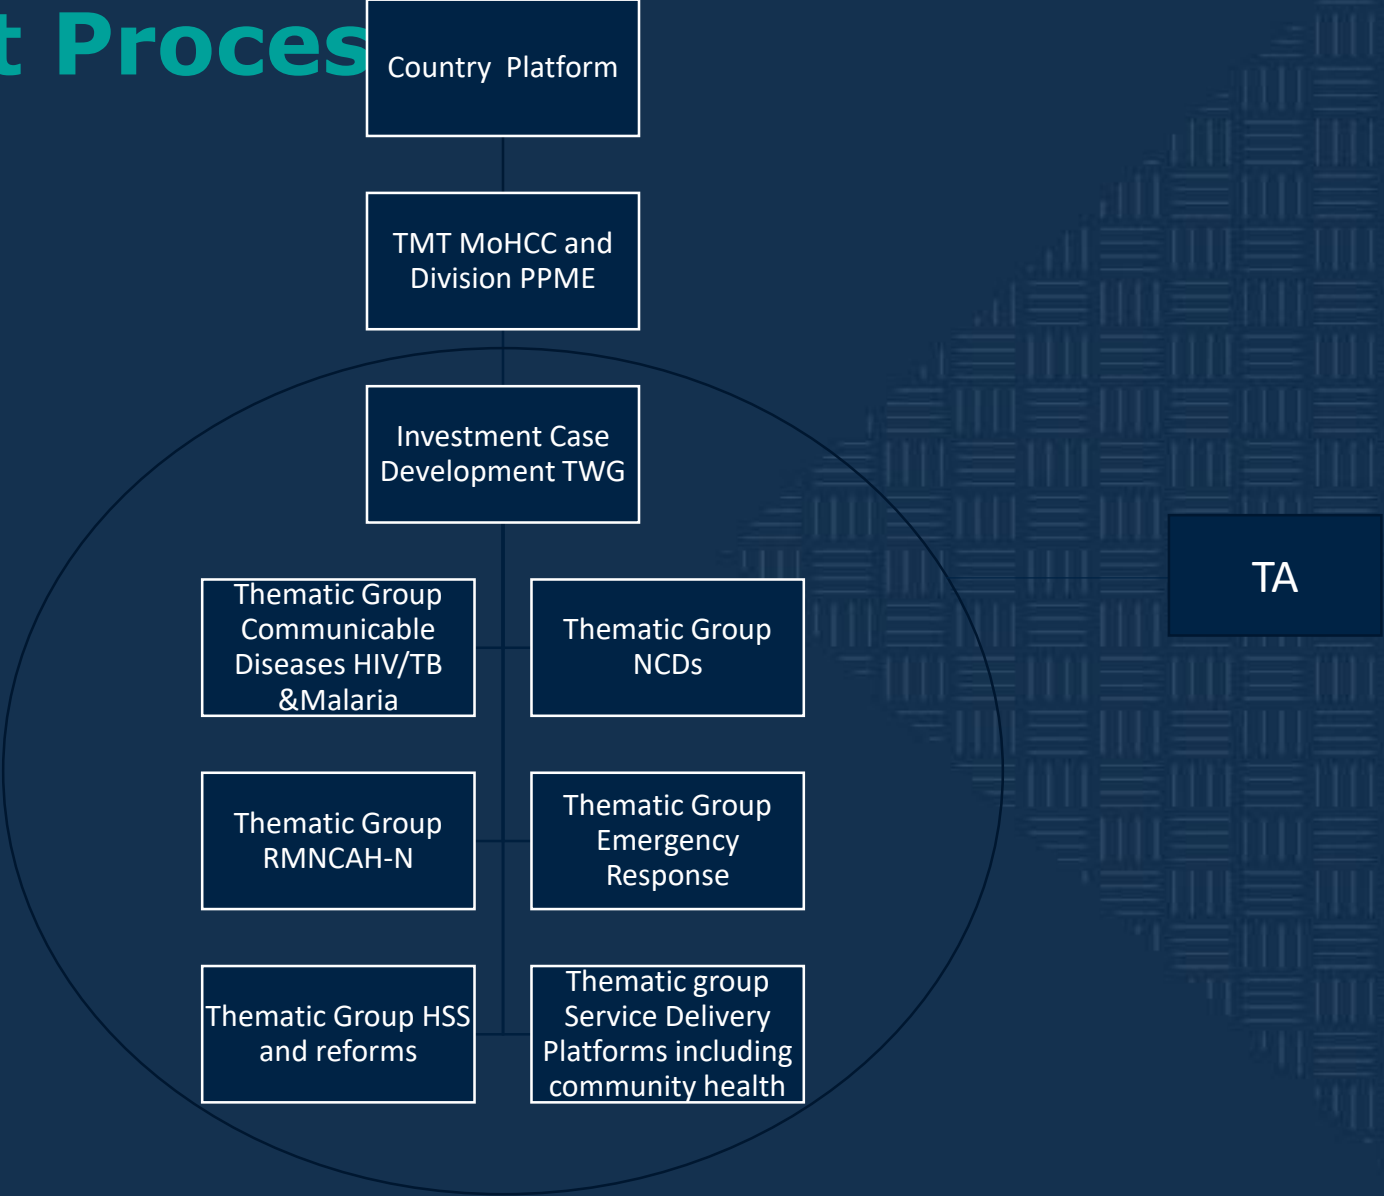 t Proces
Country Platform
TMT MoHCC and
Division PPME
Investment Case
Development TWG
Thematic Group
Communicable
Diseases HIV/TB
&Malaria
Thematic Group
NCDs
TA
Thematic Group
RMNCAH-N
Thematic Group
Emergency
Response
Thematic Group HSS
and reforms
Thematic group
Service Delivery
Platforms including
community health